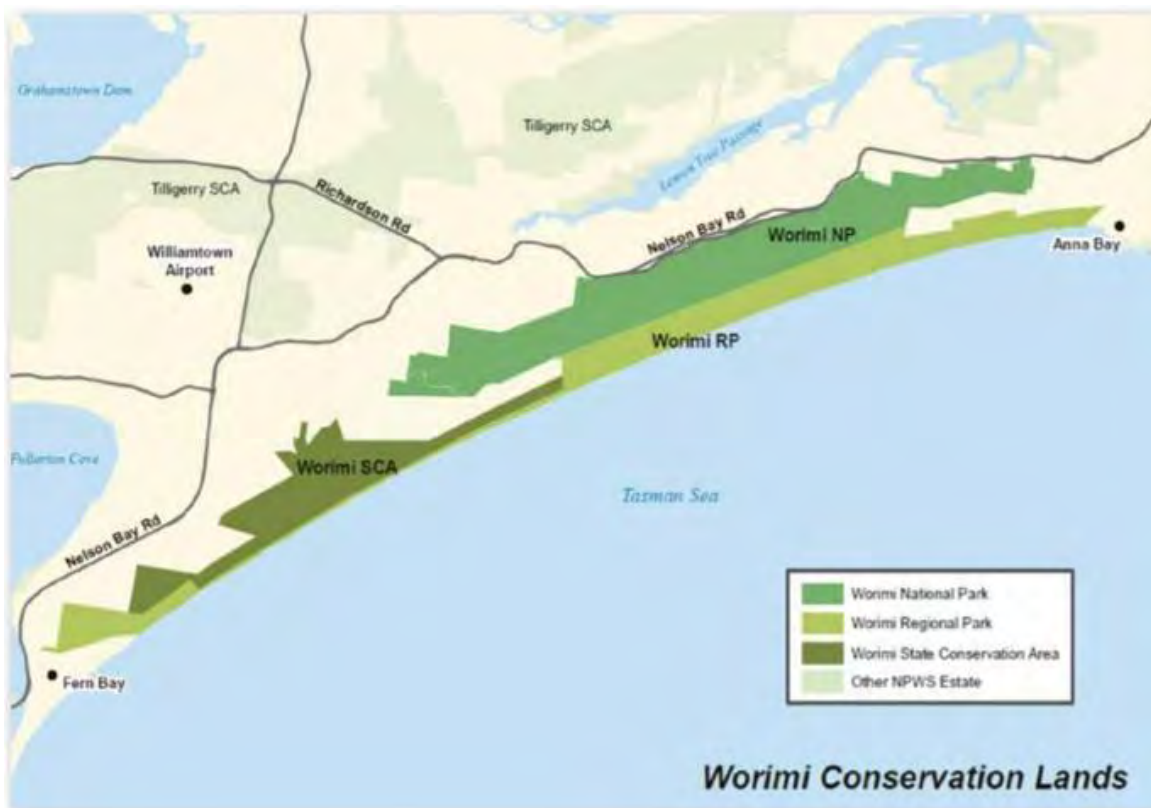 Grahamstown Dam
Tilligerry SCA
Lemon Tree Passage
Tilligerry SCA
Richardson Rd
Nelson Bay Rd
Worimi NP
Anna Bay
Williamtown
Airport
Worimi RP
Fullerton Cove
Worimi SCA
Tasman Sea
Nelson Bay Rd
Fern Bay
Worimi National Park
Worimi Regional Park
Worimi State Conservation Area
Other NPWS Estate
Worimi Conservation Lands